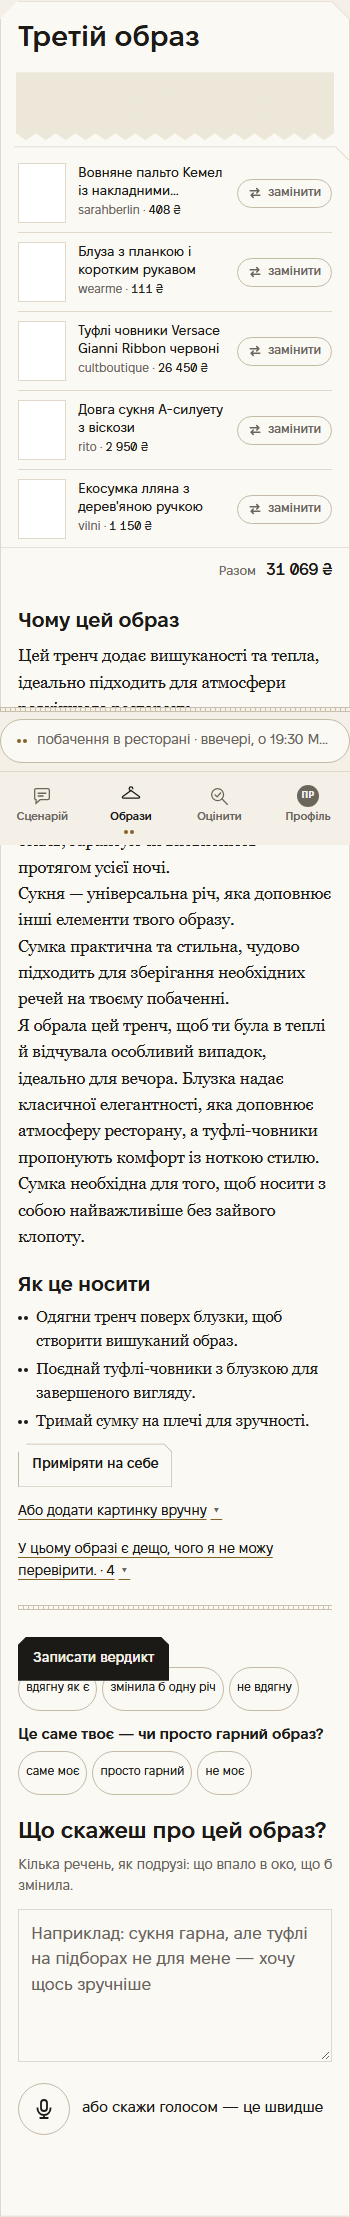 Третій образ
Вовняне пальто Кемел
із накладними...
sarahberlin · 408 ₴
замінити
Блуза з планкою і
коротким рукавом
wearme · 111 ₴
замінити
Туфлі човники Versace
Gianni Ribbon червоні
cultboutique · 26 450 ₴
замінити
Довга сукня А-силуету
з віскози
rito · 2 950 ₴
замінити
Екосумка лляна з
дерев'яною ручкою
vilni · 1 150 ₴
замінити
Разом 31 069 ₴
Чому цей образ
Цей тренч додає вишуканості та тепла,
ідеально підходить для атмосфери
побачення в ресторані · ввечері, о 19:30 М...
Сценарій
Образи
Оцінити
ПР
Профіль
протягом усієї ночі.
Сукня — універсальна річ, яка доповнює
інші елементи твого образу.
Сумка практична та стильна, чудово
підходить для зберігання необхідних
речей на твоєму побаченні.
Я обрала цей тренч, щоб ти була в теплі
й відчувала особливий випадок,
ідеально для вечора. Блузка надає
класичної елегантності, яка доповнює
атмосферу ресторану, а туфлі-човники
пропонують комфорт із ноткою стилю.
Сумка необхідна для того, щоб носити з
собою найважливіше без зайвого
клопоту.
Як це носити
Одягни тренч поверх блузки, щоб
створити вишуканий образ.
Поєднай туфлі-човники з блузкою для
завершеного вигляду.
Тримай сумку на плечі для зручності.
Приміряти на себе
Або додати картинку вручну ▾
У цьому образі є дещо, чого я не можу
перевірити. · 4 ▾
Записати вердикт
вдягну як є
змінила б одну річ
не вдягну
Це саме твоє — чи просто гарний образ?
саме моє
просто гарний
не моє
Що скажеш про цей образ?
Кілька речень, як подрузі: що впало в око, що б
змінила.
Наприклад: сукня гарна, але туфлі
на підборах не для мене — хочу
щось зручніше
або скажи голосом — це швидше